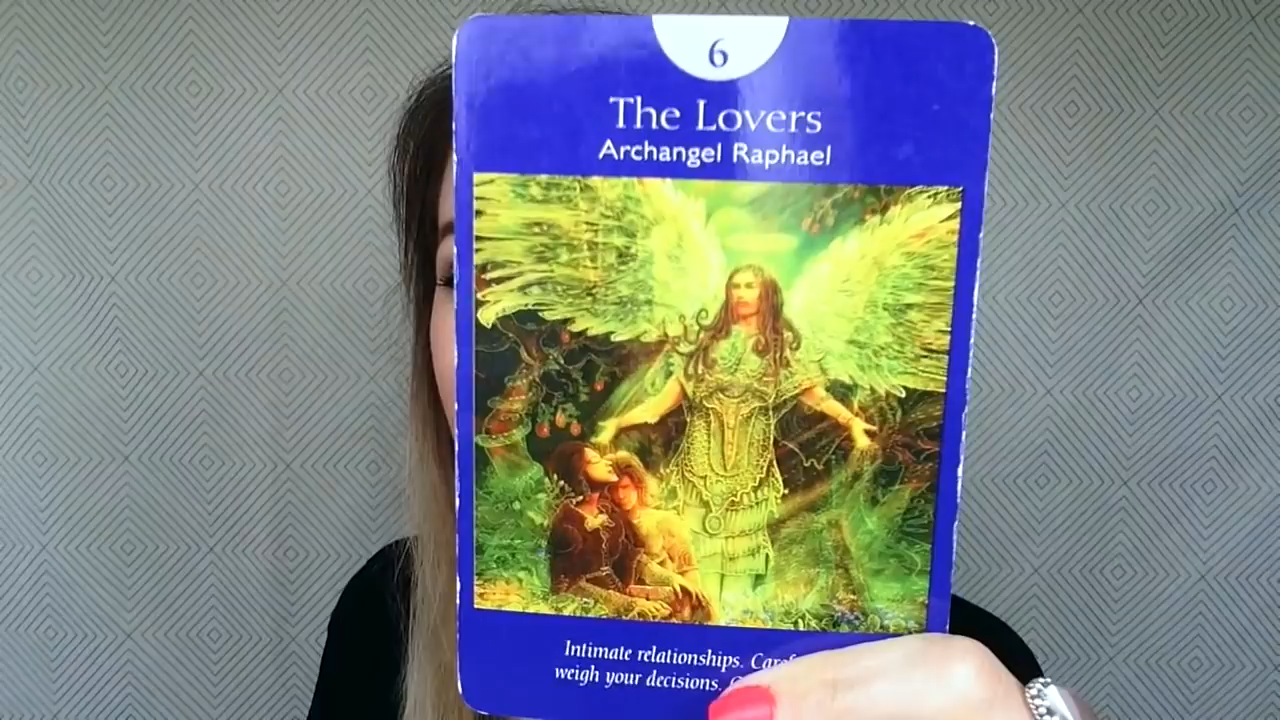 6
The Lovers
Archangel Raphael
Intimate relationships.
weigh your decisions.